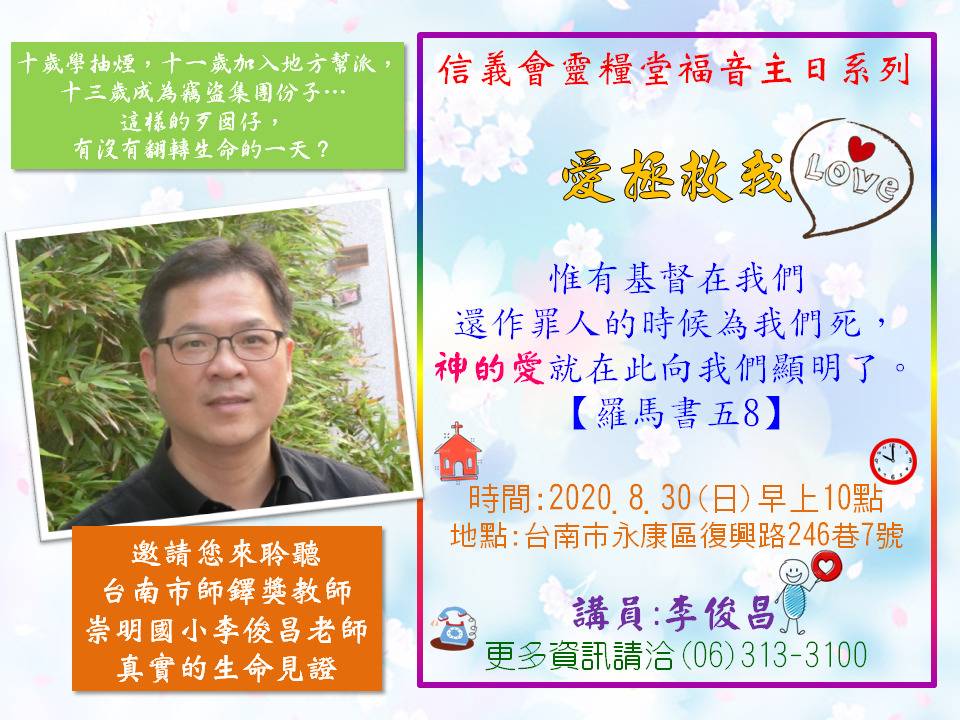 十歲學抽煙，十一歲加入地方幫派，
十三歲成為竊盜集團份子…
這樣的歹囡仔，
有沒有翻轉生命的一天？
邀請您來聆聽
台南市師鐸獎教師
崇明國小李俊昌老師
真實的生命見證
信義會靈糧堂福音主日系列
愛極救我
LOVe
惟有基督在我們
還作罪人的時候為我們死，
神的愛就在此向我們顯明了。
【羅馬書五8】
時間:2020.8.30(日)早上10點
地點:台南市永康區復興路246巷7號
講員:李俊昌
更多資訊請洽(06)313-3100